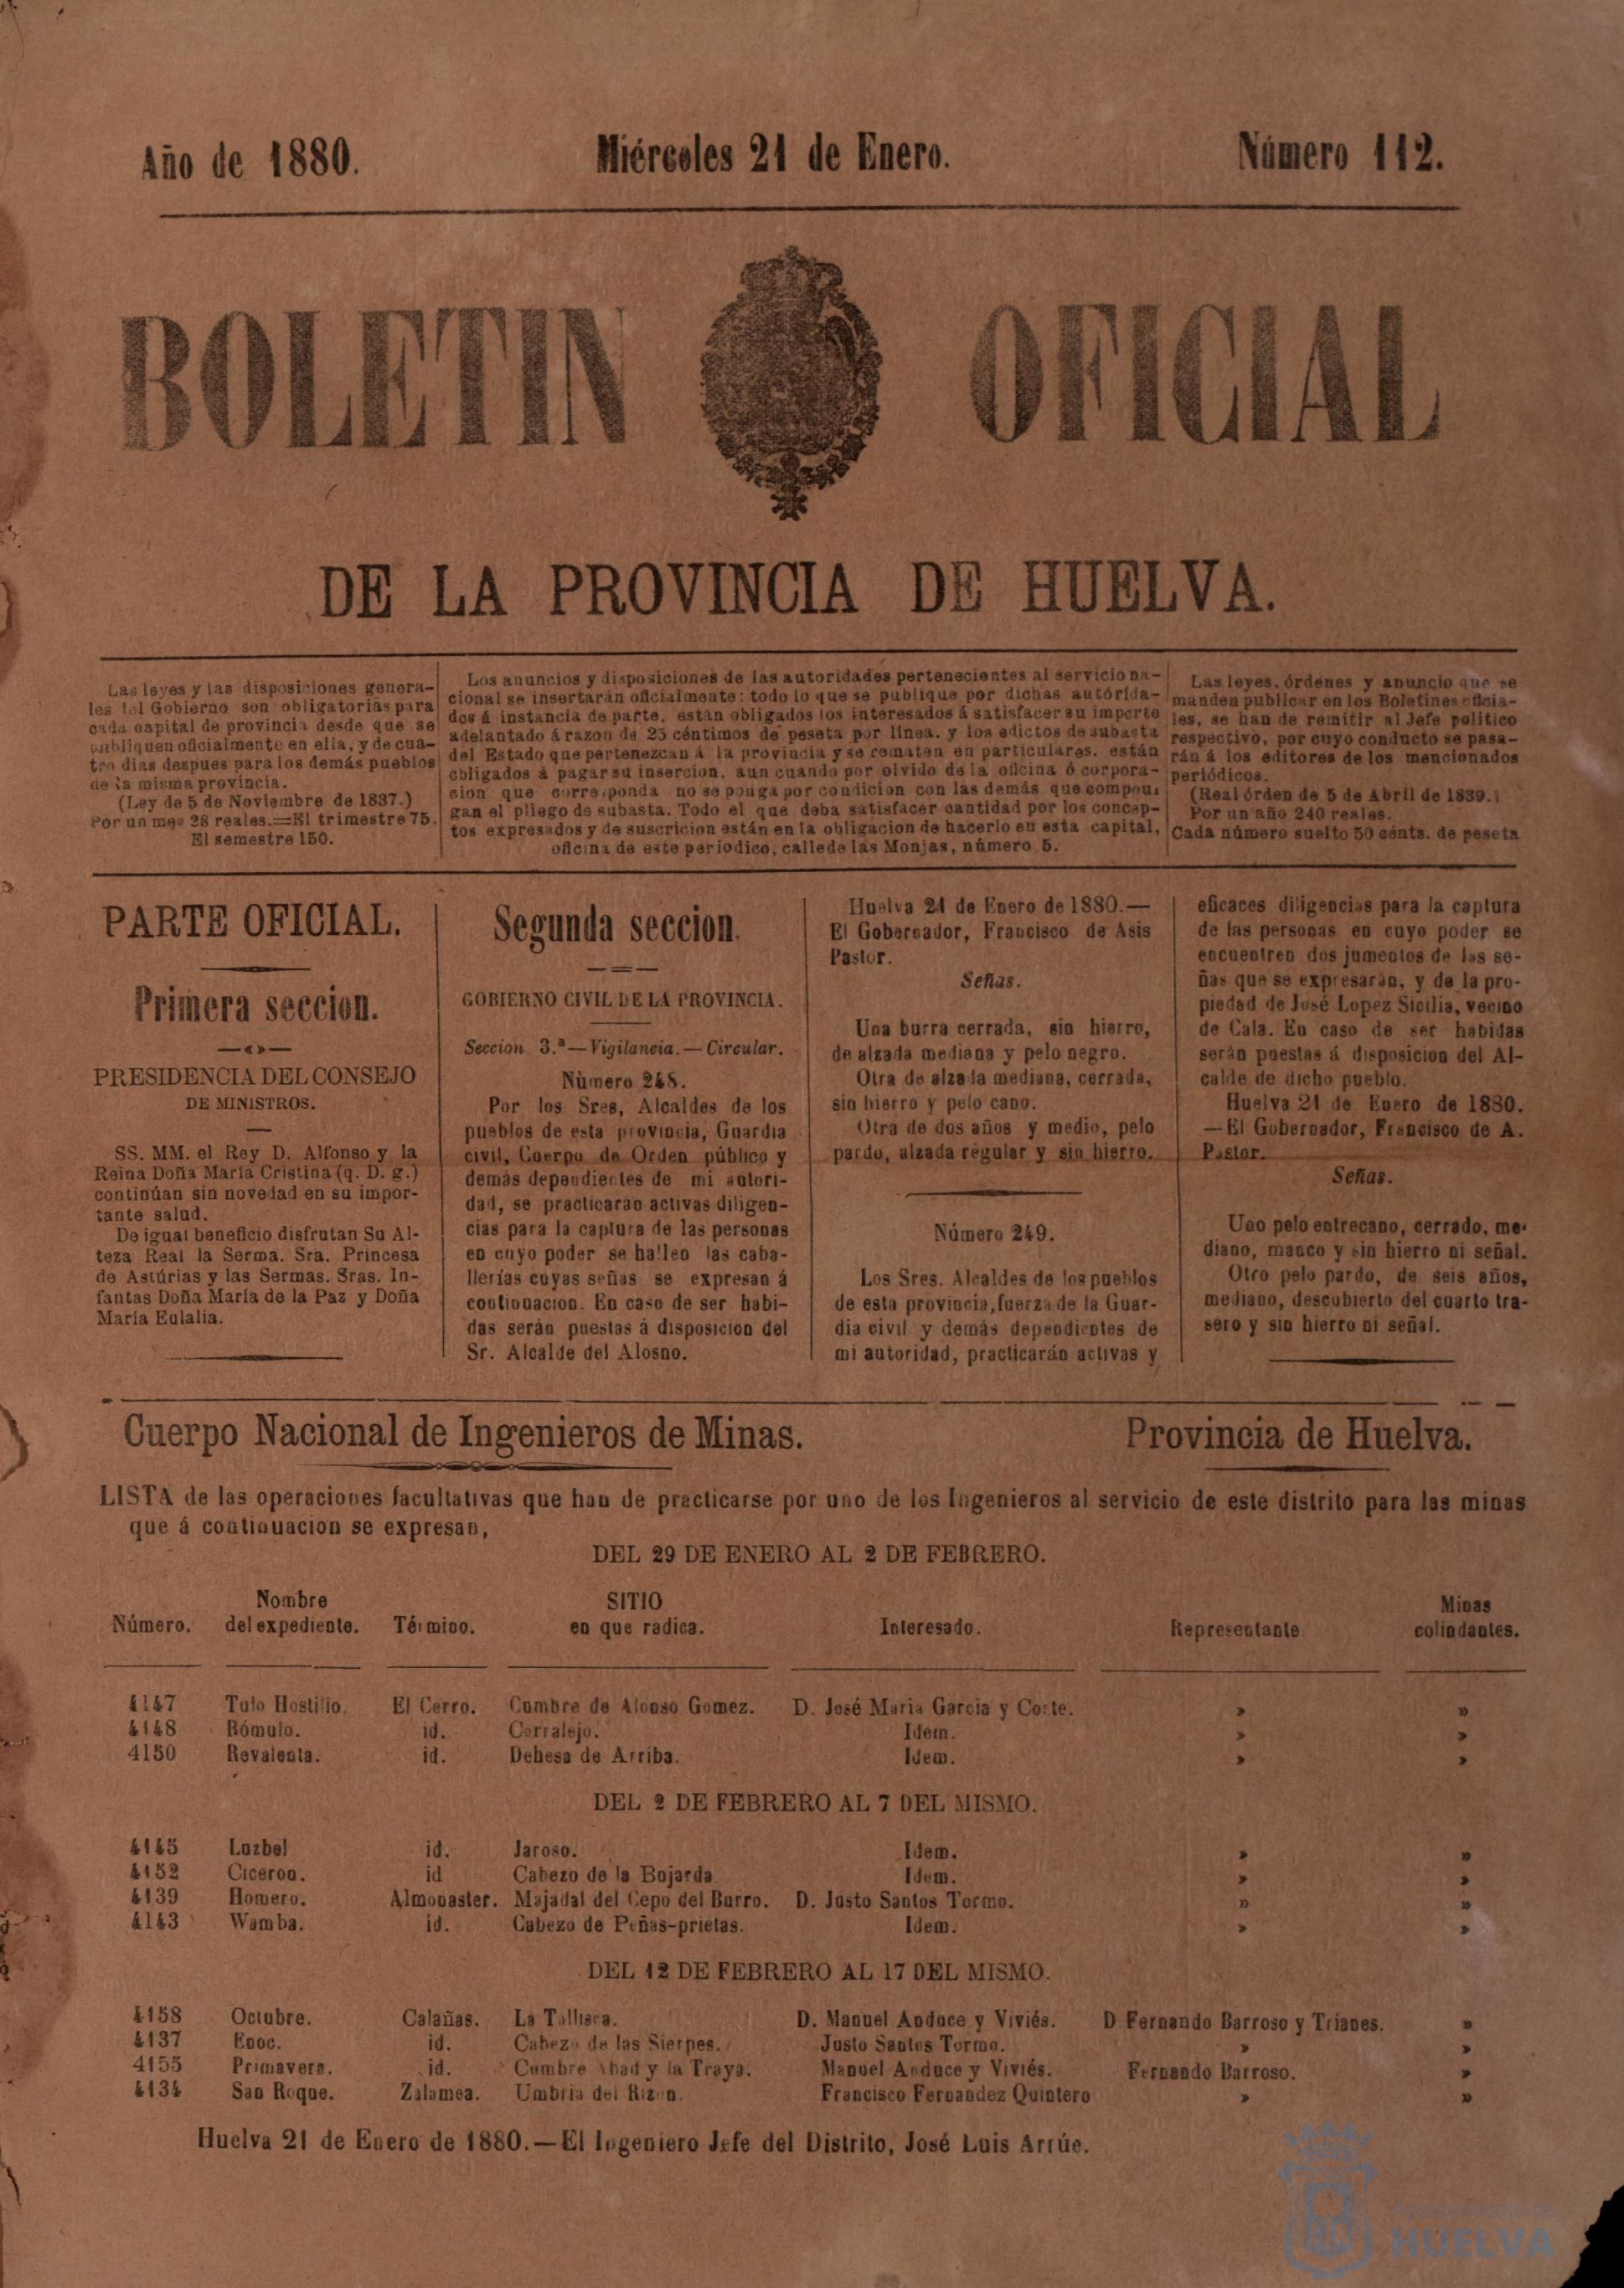 Año de 1880.
Miércoles 21 de Enero.
Número 112.
BOLETIN OFICIAL
DE LA PROVINCIA DE HUELVA.
Las leyes y las disposiciones genera-
les del Gobierno son obligatorias para
cada capital de provincia desde que se
publiquen oficialmente en ella, y de cua-
tro dias despues para los demás pueblos
de la misma provincia.
(Ley de 5 de Noviembre de 1837.)
Por un mes 28 reales.=El trimestre 75.
El semestre 150.
Los anuncios y disposiciones de las autoridades pertenecientes al servicio na-
cional se insertarán oficialmente: todo lo que se publique por dichas autórida-
des á instancia de parte, están obligados los interesados á satisfacer su importe
adelantado á razon de 25 céntimos de peseta por línea. y los edictos de subasta
del Estado que pertenezcan á la provincia y se rematen en particulares. están
obligados á pagar su insercion, aun cuando por olvido de la oficina ó corpora-
cion que corresponda no se ponga por condicion con las demás que compon
gan el pliego de subasta. Todo el que deba satisfacer cantidad por los concep-
tos expresados y de suscricion están en la obligacion de hacerlo en esta capital,
oficina de este periodico, calle de las Monjas, número 5.
Las leyes, órdenes y anuncio que se
manden publicar en los Boletines oficia-
les, se han de remitir al Jefe politico
respectivo, por cuyo conducto se pasa-
rán á los editores de los mencionados
periódicos.
(Real órden de 5 de Abril de 1839.)
Por un año 240 reales.
Cada número suelto 50 cénts. de peseta
PARTE OFICIAL.
Primera seccion.
PRESIDENCIA DEL CONSEJO
DE MINISTROS.
SS. MM. el Rey D. Alfonso y la
Reina Doña María Cristina (q. D. g.)
continúan sin novedad en su impor-
tante salud.
De igual beneficio disfrutan Su Al-
teza Real la Serma. Sra. Princesa
de Astúrias y las Sermas. Sras. In-
fantas Doña María de la Paz y Doña
María Eulalia.
Segunda seccion.
GOBIERNO CIVIL DE LA PROVINCIA.
Seccion 3.ª—Vigilancia.—Circular.
Número 248.
Por los Sres, Alcaldes de los
pueblos de esta provincia, Guardia
civil, Cuerpo de Orden público y
demás dependientes de mi autori-
dad, se practicarán activas diligen-
cias para la captura de las personas
en cuyo poder se hallen las caba-
llerías cuyas señas se expresan á
continuacion. En caso de ser habi-
das serán puestas á disposicion del
Sr. Alcalde del Alosno.
Huelva 21 de Enero de 1880.—
El Gobernador, Francisco de Asis
Pastor.
Señas.
Una burra cerrada, sin hierro,
de alzada mediana y pelo negro.
Otra de alzada mediana, cerrada,
sin hierro y pelo cano.
Otra de dos años y medio, pelo
pardo, alzada regular y sin hierro.
Número 249.
Los Sres. Alcaldes de los pueblos
de esta provincia, fuerza de la Guar-
dia civil y demás dependientes de
mi autoridad, practicarán activas y
eficaces diligencias para la captura
de las personas en cuyo poder se
encuentren dos jumentos de las se-
ñas que se expresarán, y de la pro-
piedad de José Lopez Sicilia, vecino
de Cala. En caso de ser habidas
serán puestas á disposicion del Al-
calde de dicho pueblo.
Huelva 21 de Enero de 1880.
—El Gobernador, Francisco de A.
Pastor.
Señas.
Uno pelo entrecano, cerrado, me-
diano, manco y sin hierro ni señal.
Otro pelo pardo, de seis años,
mediano, descubierto del cuarto tra-
sero y sin hierro ni señal.
Cuerpo Nacional de Ingenieros de Minas.
Provincia de Huelva.
LISTA de las operaciones facultativas que han de practicarse por uno de los Ingenieros al servicio de este distrito para las minas
que á continuacion se expresan,
DEL 29 DE ENERO AL 2 DE FEBRERO.
Número. Nombre del expediente. Término. SITIO en que radica. Interesado. Representante. Minas colindantes.
4147 Tulo Hostilio. El Cerro. Cumbre de Alonso Gomez. D. José Maria Garcia y Corte. » »
4148 Rómulo. id. Corralejo. Idem. » »
4150 Revalenta. id. Dehesa de Arriba. Idem. » »
DEL 2 DE FEBRERO AL 7 DEL MISMO.
4145 Luzbel id. Jaroso. Idem. » »
4152 Ciceron. id Cabezo de la Bojarda Idem. » »
4139 Homero. Almonaster. Majadal del Cepo del Burro. D. Justo Santos Tormo. » »
4143 Wamba. id. Cabezo de Peñas-prietas. Idem. » »
DEL 12 DE FEBRERO AL 17 DEL MISMO.
4158 Octubre. Calañas. La Tallisca. D. Manuel Anduce y Viviés. D Fernando Barroso y Trianes. »
4137 Enoc. id. Cabezo de las Sierpes. Justo Santos Tormo. » »
4155 Primavera. id. Cumbre Abad y la Traya. Manuel Anduce y Viviés. Fernando Barroso. »
4134 San Roque. Zalamea. Umbria del Rizon. Francisco Fernandez Quintero » »
Huelva 21 de Enero de 1880.—El Ingeniero Jefe del Distrito, José Luis Arrúe.
HUELVA